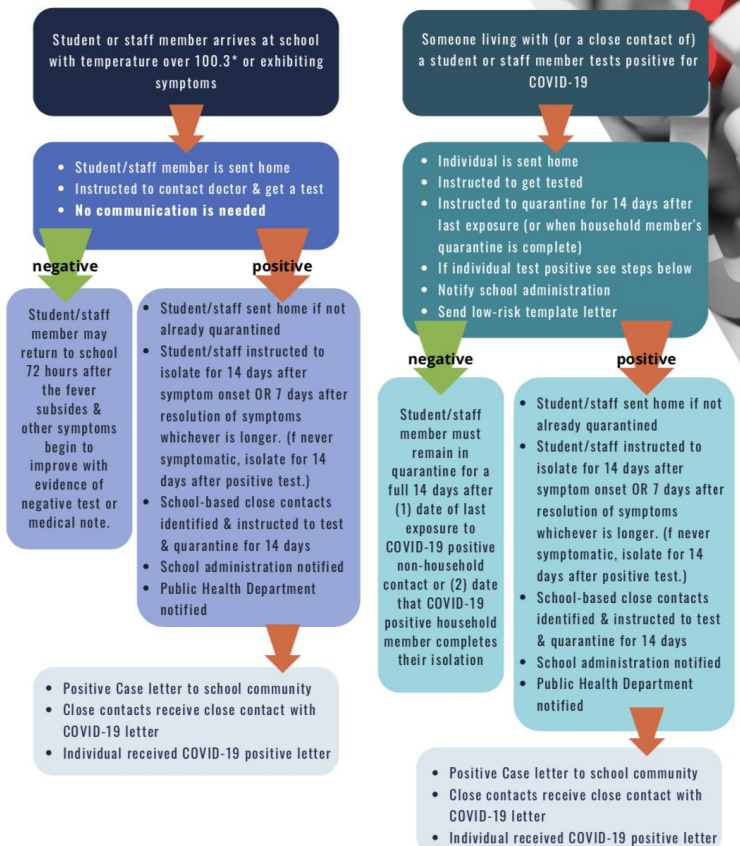 Student or staff member arrives at school
with temperature over 100.3* or exhibiting
symptoms
• Student/staff member is sent home
• Instructed to contact doctor & get a test
• No communication is needed
negative
positive
Student/staff
member may
return to school
72 hours after
the fever
subsides &
other symptoms
begin to
improve with
evidence of
negative test or
medical note.
• Student/staff sent home if not
already quarantined
• Student/staff instructed to
isolate for 14 days after
symptom onset OR 7 days after
resolution of symptoms
whichever is longer. (f never
symptomatic, isolate for 14
days after positive test.)
• School-based close contacts
identified & instructed to test
& quarantine for 14 days
• School administration notified
• Public Health Department
notified
• Positive Case letter to school community
• Close contacts receive close contact with
COVID-19 letter
• Individual received COVID-19 positive letter
Someone living with (or a close contact of)
a student or staff member tests positive for
COVID-19
• Individual is sent home
• Instructed to get tested
• Instructed to quarantine for 14 days after
last exposure (or when household member's
quarantine is complete)
• If individual test positive see steps below
• Notify school administration
• Send low-risk template letter
negative
positive
Student/staff
member must
remain in
quarantine for a
full 14 days after
(1) date of last
exposure to
COVID-19 positive
non-household
contact or (2) date
that COVID-19
positive household
member completes
their isolation
• Student/staff sent home if not
already quarantined
• Student/staff instructed to
isolate for 14 days after
symptom onset OR 7 days after
resolution of symptoms
whichever is longer. (f never
symptomatic, isolate for 14
days after positive test.)
• School-based close contacts
identified & instructed to test
& quarantine for 14 days
• School administration notified
• Public Health Department
notified
• Positive Case letter to school community
• Close contacts receive close contact with
COVID-19 letter
• Individual received COVID-19 positive letter